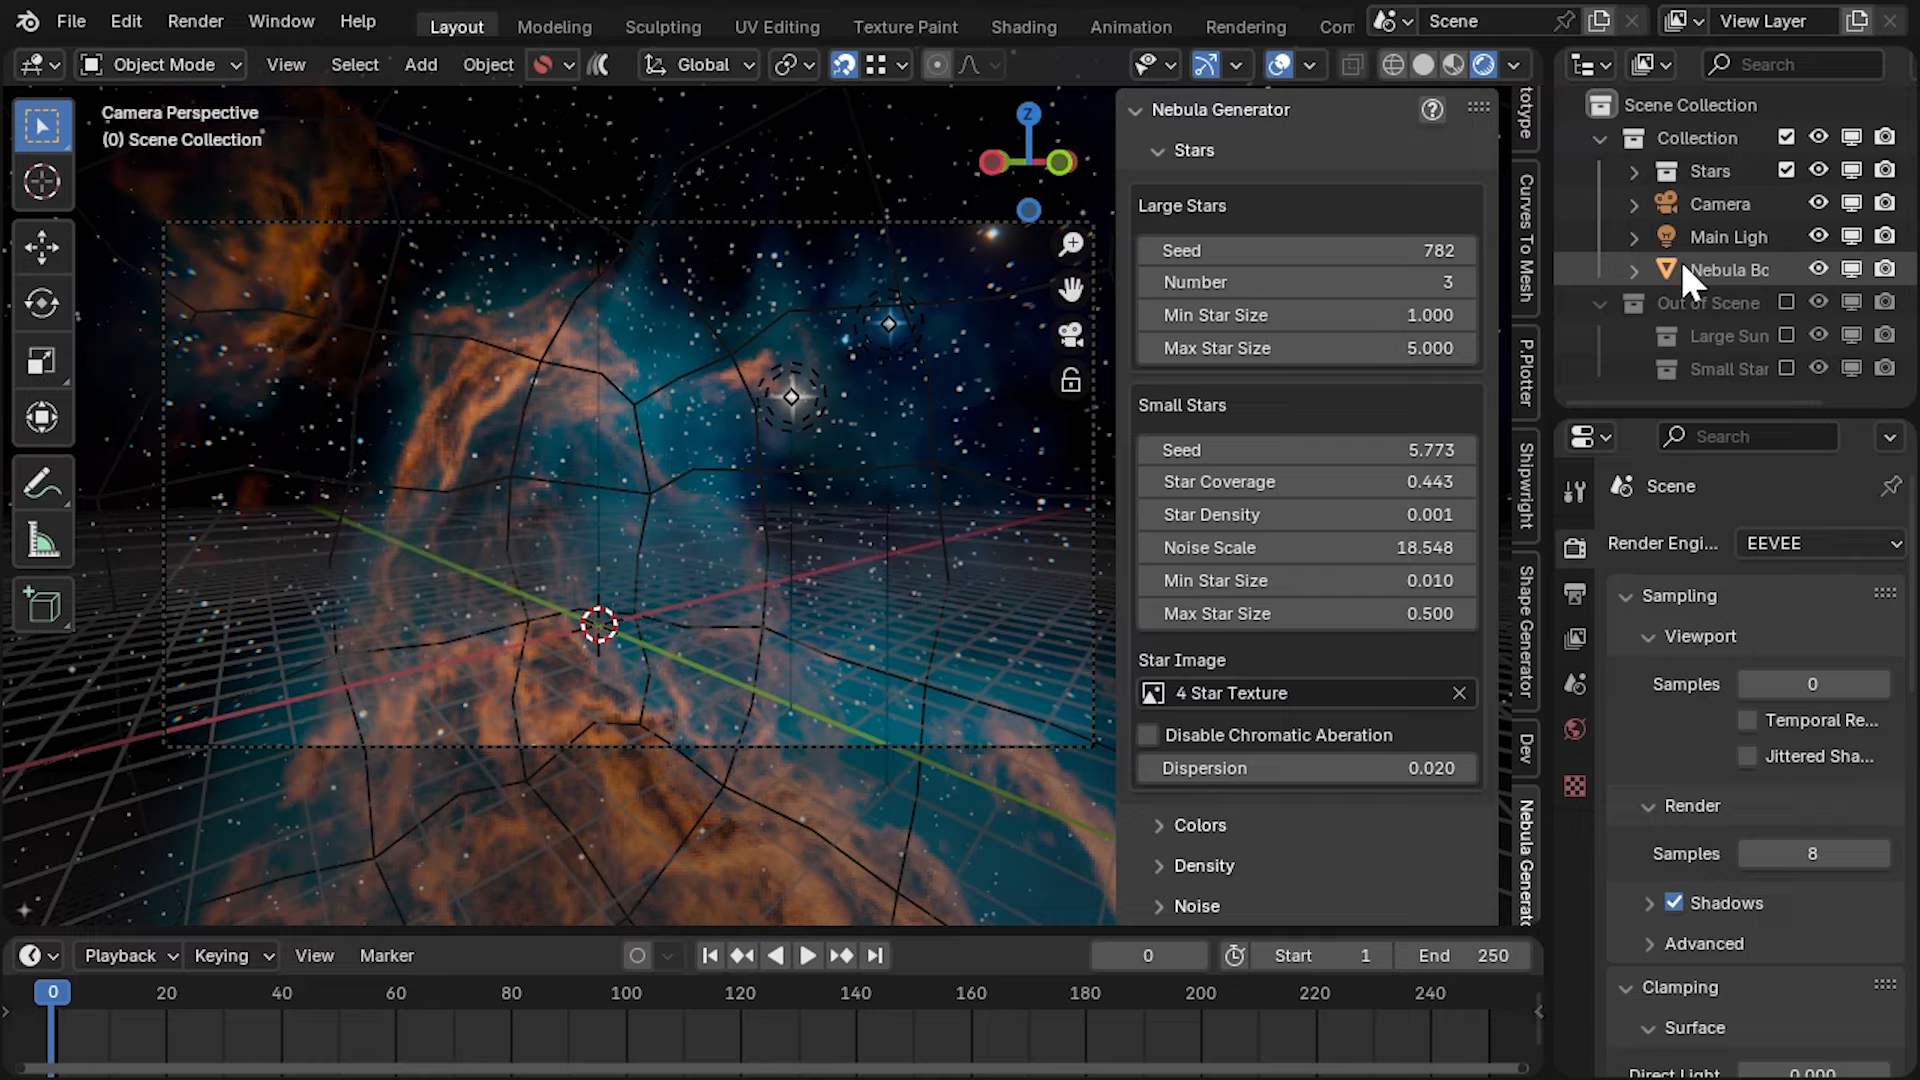 File Edit Render Window Help Layout Modeling Sculpting UV Editing Texture Paint Shading Animation Rendering Com Scene View Layer
Object Mode View Select Add Object Global Search
Camera Perspective
(0) Scene Collection
Z
Nebula Generator
Stars
Large Stars
Seed 782
Number 3
Min Star Size 1.000
Max Star Size 5.000
Small Stars
Seed 5.773
Star Coverage 0.443
Star Density 0.001
Noise Scale 18.548
Min Star Size 0.010
Max Star Size 0.500
Star Image
4 Star Texture
Disable Chromatic Aberation
Dispersion 0.020
Colors
Density
Noise
totype
Curves To Mesh
P.Plotter
Shipwright
Shape Generator
Dev
Nebula Generat
Scene Collection
Collection
Stars
Camera
Main Ligh
Nebula Bo
Out of Scene
Large Sun
Small Star
Search
Scene
Render Engi... EEVEE
Sampling
Viewport
Samples 0
Temporal Re...
Jittered Sha...
Render
Samples 8
Shadows
Advanced
Clamping
Surface
Direct Light 0.000
Playback Keying View Marker 0 Start 1 End 250
0 20 40 60 80 100 120 140 160 180 200 220 240